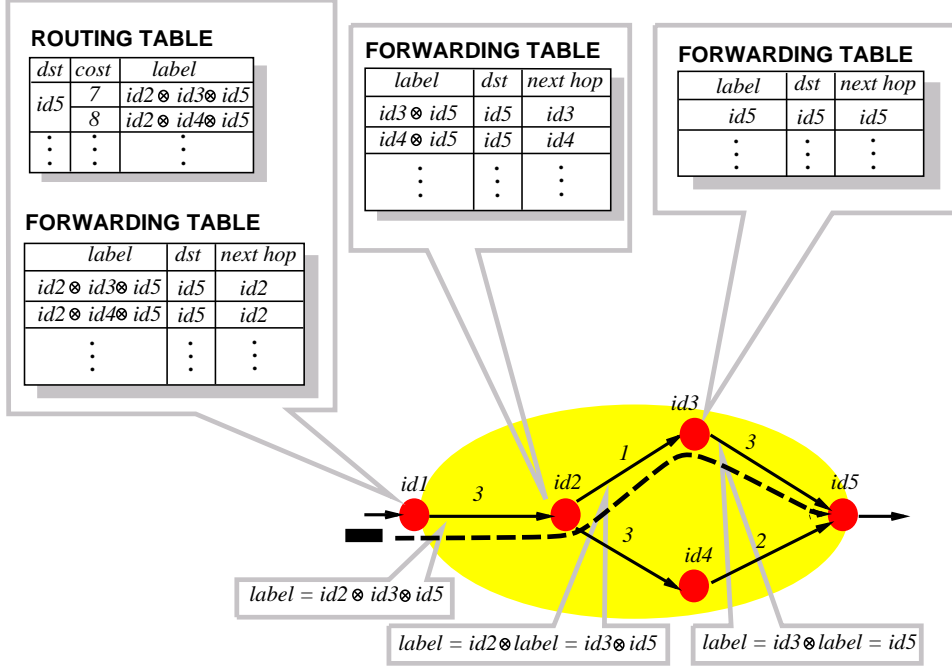 ROUTING TABLE
dst cost label
id5 7 id2 ⊗ id3 ⊗ id5
8 id2 ⊗ id4 ⊗ id5
FORWARDING TABLE
label dst next hop
id2 ⊗ id3 ⊗ id5 id5 id2
id2 ⊗ id4 ⊗ id5 id5 id2
FORWARDING TABLE
label dst next hop
id3 ⊗ id5 id5 id3
id4 ⊗ id5 id5 id4
FORWARDING TABLE
label dst next hop
id5 id5 id5
id3
1 3
id1 3 id2 id5
3 id4 2
label = id2 ⊗ id3 ⊗ id5
label = id2 ⊗ label = id3 ⊗ id5
label = id3 ⊗ label = id5